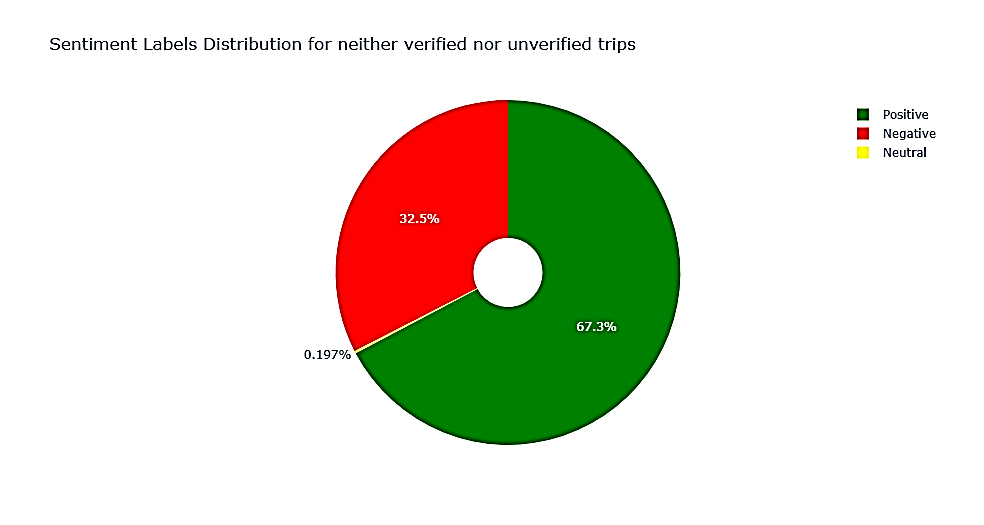 Sentiment Labels Distribution for neither verified nor unverified trips
Positive
Negative
Neutral
32.5%
67.3%
0.197%